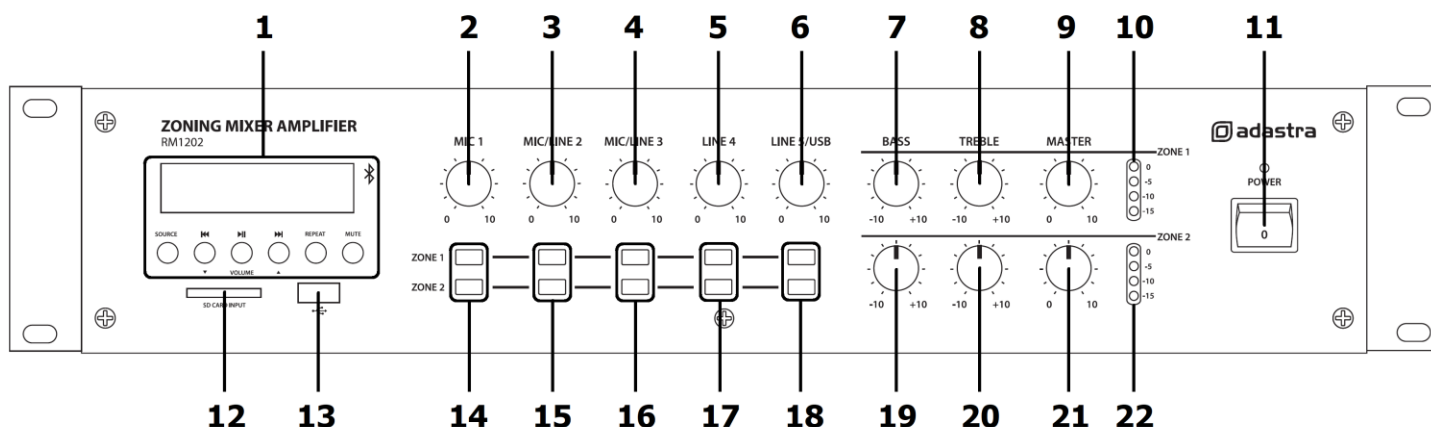 1 2 3 4 5 6 7 8 9 10 11
ZONING MIXER AMPLIFIER
RM1202
MIC 1 MIC/LINE 2 MIC/LINE 3 LINE 4 LINE 5/USB BASS TREBLE MASTER
ZONE 1
adastra
0
-5
-10
-15
POWER
0
0 10 0 10 0 10 0 10 0 10 -10 +10 -10 +10 0 10
SOURCE REPEAT MUTE
VOLUME
ZONE 1
ZONE 2
ZONE 2
0
-5
-10
-15
-10 +10 -10 +10 0 10
SD CARD INPUT
12 13 14 15 16 17 18 19 20 21 22